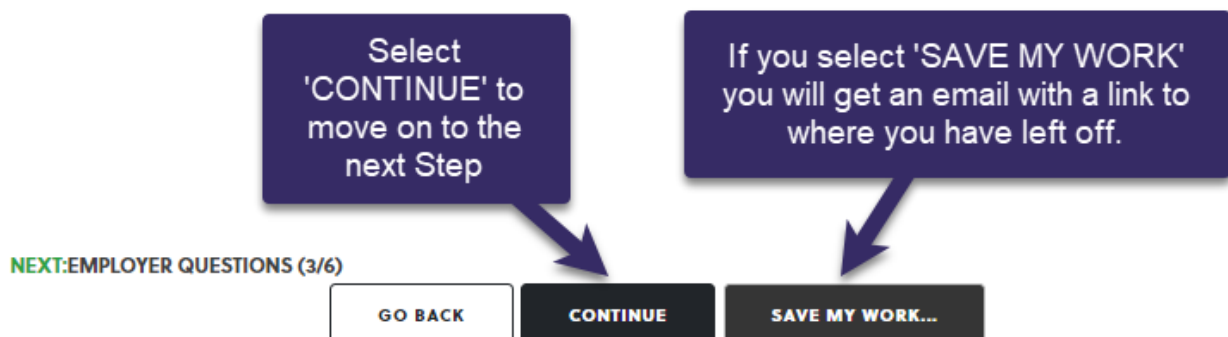 Select
'CONTINUE' to
move on to the
next Step
If you select 'SAVE MY WORK'
you will get an email with a link to
where you have left off.
NEXT:EMPLOYER QUESTIONS (3/6)
GO BACK
CONTINUE
SAVE MY WORK...